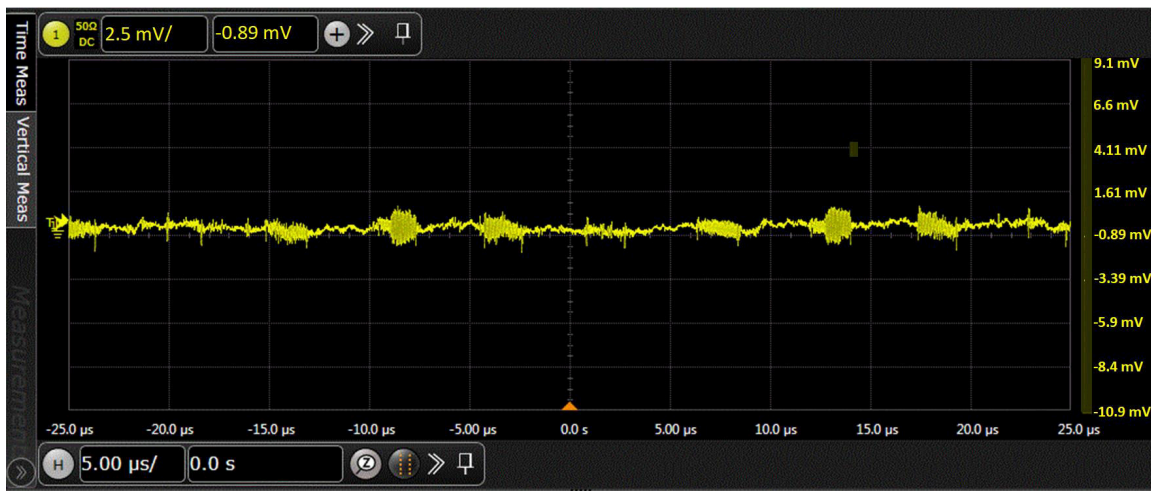 Time Meas
Vertical Meas
Measurement
1
50Ω
DC
2.5 mV/
-0.89 mV
+
9.1 mV
6.6 mV
4.11 mV
1.61 mV
-0.89 mV
-3.39 mV
-5.9 mV
-8.4 mV
-10.9 mV
-25.0 µs -20.0 µs -15.0 µs -10.0 µs -5.00 µs 0.0 s 5.00 µs 10.0 µs 15.0 µs 20.0 µs 25.0 µs
H
5.00 µs/
0.0 s
Z